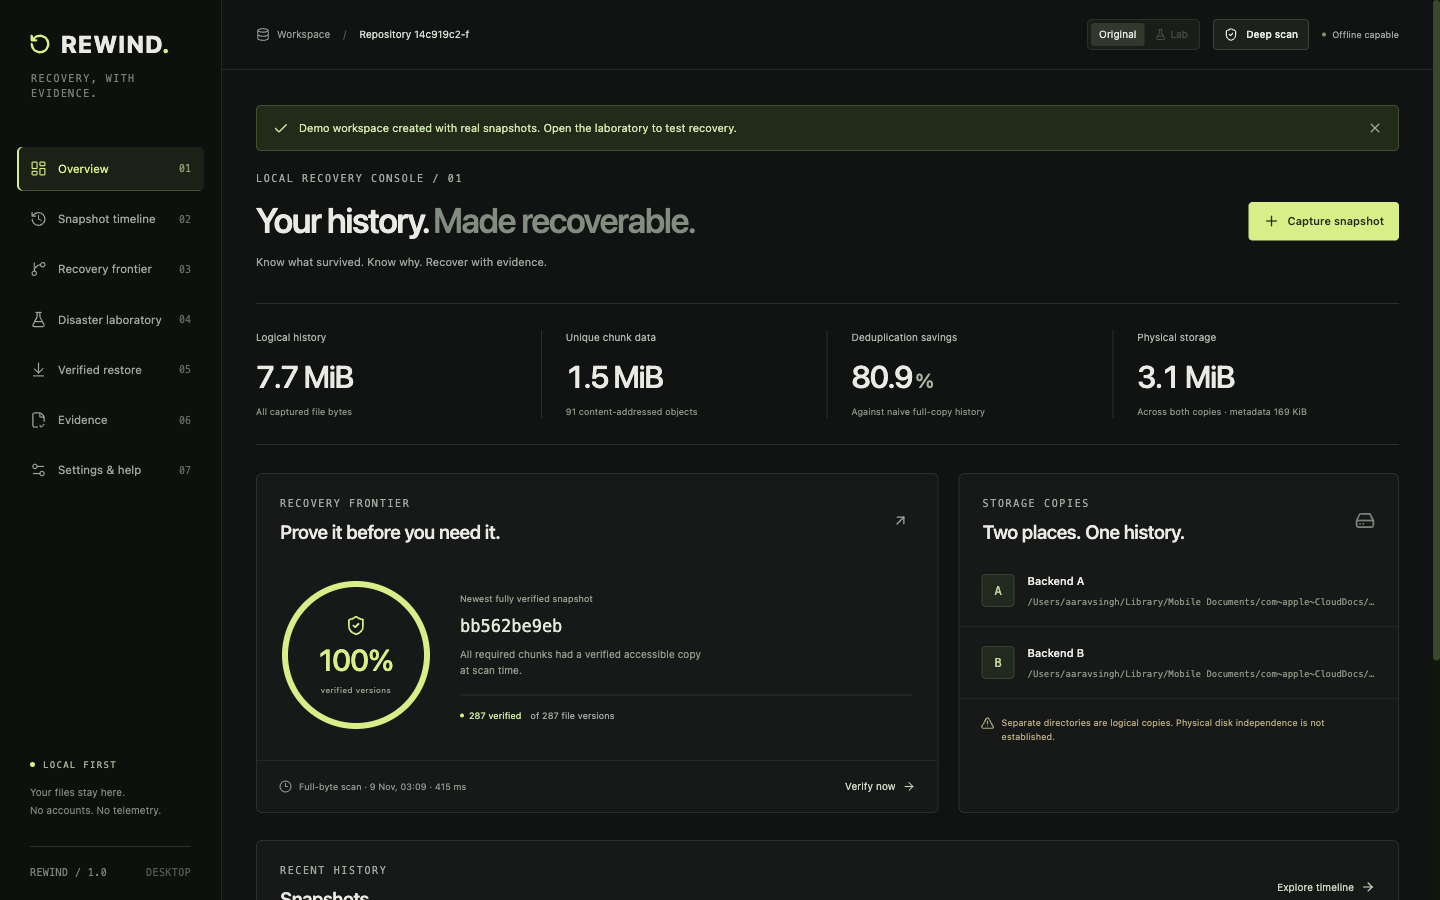 REWIND.
RECOVERY, WITH
EVIDENCE.
Overview 01
Snapshot timeline 02
Recovery frontier 03
Disaster laboratory 04
Verified restore 05
Evidence 06
Settings & help 07
LOCAL FIRST
Your files stay here.
No accounts. No telemetry.
REWIND / 1.0 DESKTOP
Workspace / Repository 14c919c2-f
Original Lab Deep scan Offline capable
Demo workspace created with real snapshots. Open the laboratory to test recovery.
LOCAL RECOVERY CONSOLE / 01
Your history. Made recoverable.
Capture snapshot
Know what survived. Know why. Recover with evidence.
Logical history
7.7 MiB
All captured file bytes
Unique chunk data
1.5 MiB
91 content-addressed objects
Deduplication savings
80.9%
Against naive full-copy history
Physical storage
3.1 MiB
Across both copies · metadata 169 KiB
RECOVERY FRONTIER
Prove it before you need it.
100%
verified versions
Newest fully verified snapshot
bb562be9eb
All required chunks had a verified accessible copy
at scan time.
287 verified of 287 file versions
Full-byte scan · 9 Nov, 03:09 · 415 ms
Verify now
STORAGE COPIES
Two places. One history.
A
Backend A
/Users/aaravsingh/Library/Mobile Documents/com~apple~CloudDocs/…
B
Backend B
/Users/aaravsingh/Library/Mobile Documents/com~apple~CloudDocs/…
Separate directories are logical copies. Physical disk independence is not
established.
RECENT HISTORY
Snapshots
Explore timeline